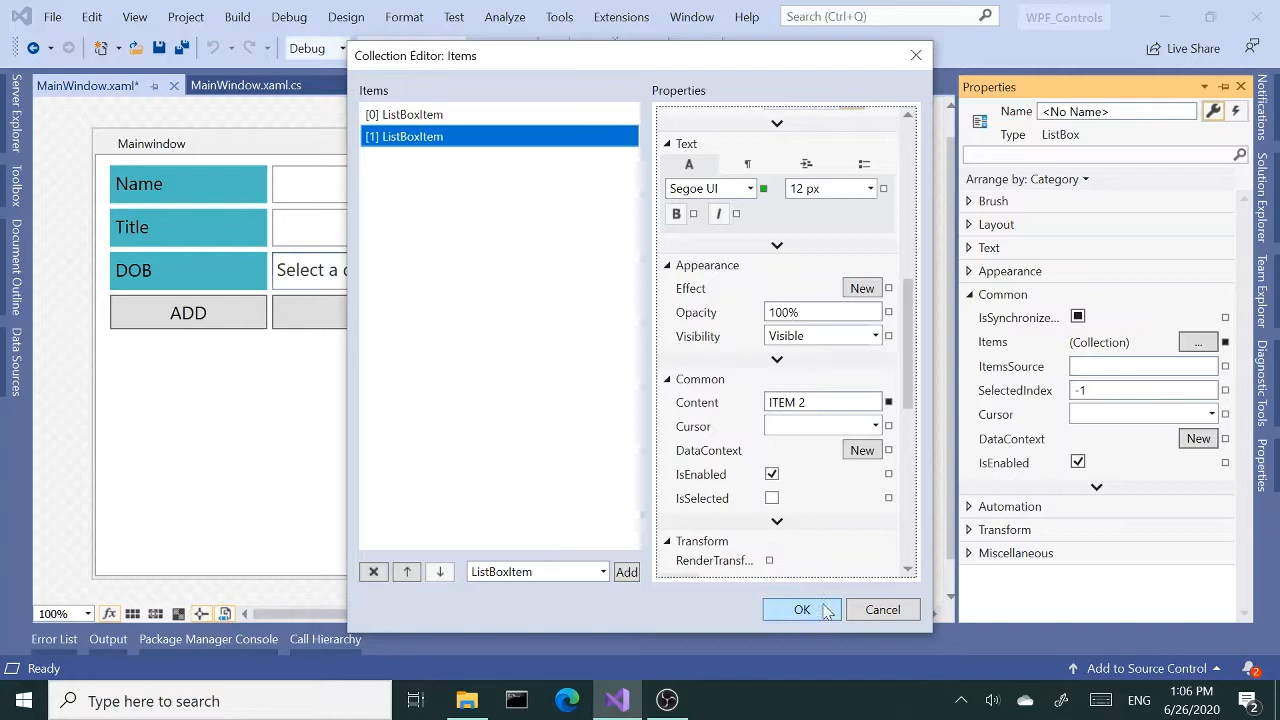 File Edit View Project Build Debug Design Format Test Analyze Tools Extensions Window Help Search (Ctrl+Q) WPF_Controls
Debug Live Share
Collection Editor: Items
MainWindow.xaml* MainWindow.xaml.cs
Properties
Items
Properties
Name <No Name>
Type ListBox
[0] ListBoxItem
[1] ListBoxItem
Arrange by: Category
Brush
Layout
Text
Appearance
Common
IsSynchronize...
Items (Collection) ...
ItemsSource
SelectedIndex -1
Cursor
DataContext New
IsEnabled
Automation
Transform
Miscellaneous
Text
Segoe UI 12 px
B I
Appearance
Effect New
Opacity 100%
Visibility Visible
Common
Content ITEM 2
Cursor
DataContext New
IsEnabled
IsSelected
Transform
RenderTransf...
ListBoxItem Add
OK Cancel
Mainwindow
Name
Title
DOB Select a d
ADD
Server Explorer
Toolbox
Document Outline
Data Sources
Notifications
Solution Explorer
Team Explorer
Diagnostic Tools
Properties
100% fx
Error List Output Package Manager Console Call Hierarchy
Ready Add to Source Control 2
Type here to search
ENG 1:06 PM
6/26/2020 2